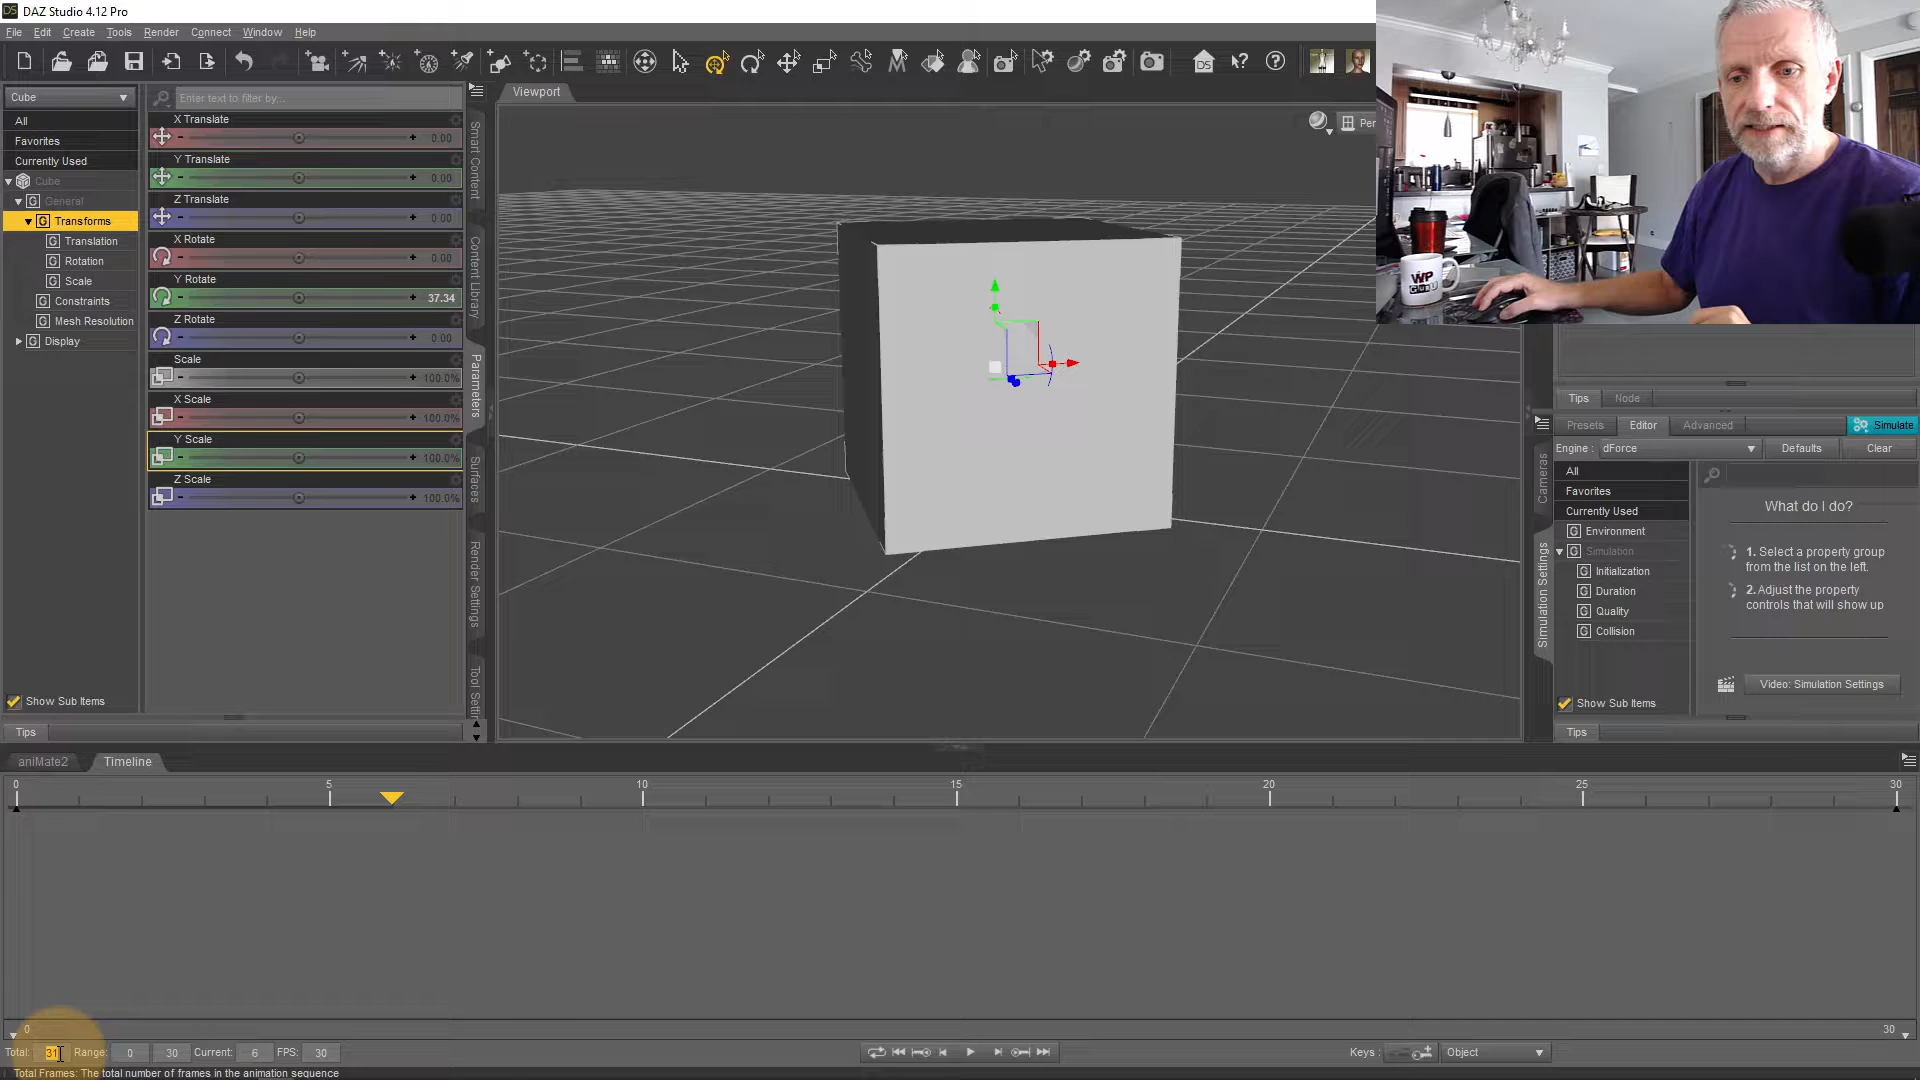 DAZ Studio 4.12 Pro
File Edit Create Tools Render Connect Window Help
Cube
Enter text to filter by...
Viewport
Per
All
Favorites
Currently Used
Cube
General
Transforms
Translation
Rotation
Scale
Constraints
Mesh Resolution
Display
Show Sub Items
Tips
X Translate
0.00
Y Translate
0.00
Z Translate
0.00
X Rotate
0.00
Y Rotate
37.34
Z Rotate
0.00
Scale
100.0%
X Scale
100.0%
Y Scale
100.0%
Z Scale
100.0%
Smart Content
Content Library
Parameters
Surfaces
Render Settings
Tool Settin
WP
GURU
Tips Node
Presets Editor Advanced Simulate
Engine : dForce Defaults Clear
All
Favorites
Currently Used
Environment
Simulation
Initialization
Duration
Quality
Collision
Show Sub Items
Tips
Cameras
Simulation Settings
What do I do?
1. Select a property group
from the list on the left.
2. Adjust the property
controls that will show up
Video: Simulation Settings
aniMate2 Timeline
0 5 10 15 20 25 30
0 30
Total: 31 Range: 0 30 Current: 6 FPS: 30
Keys : Object
Total Frames: The total number of frames in the animation sequence